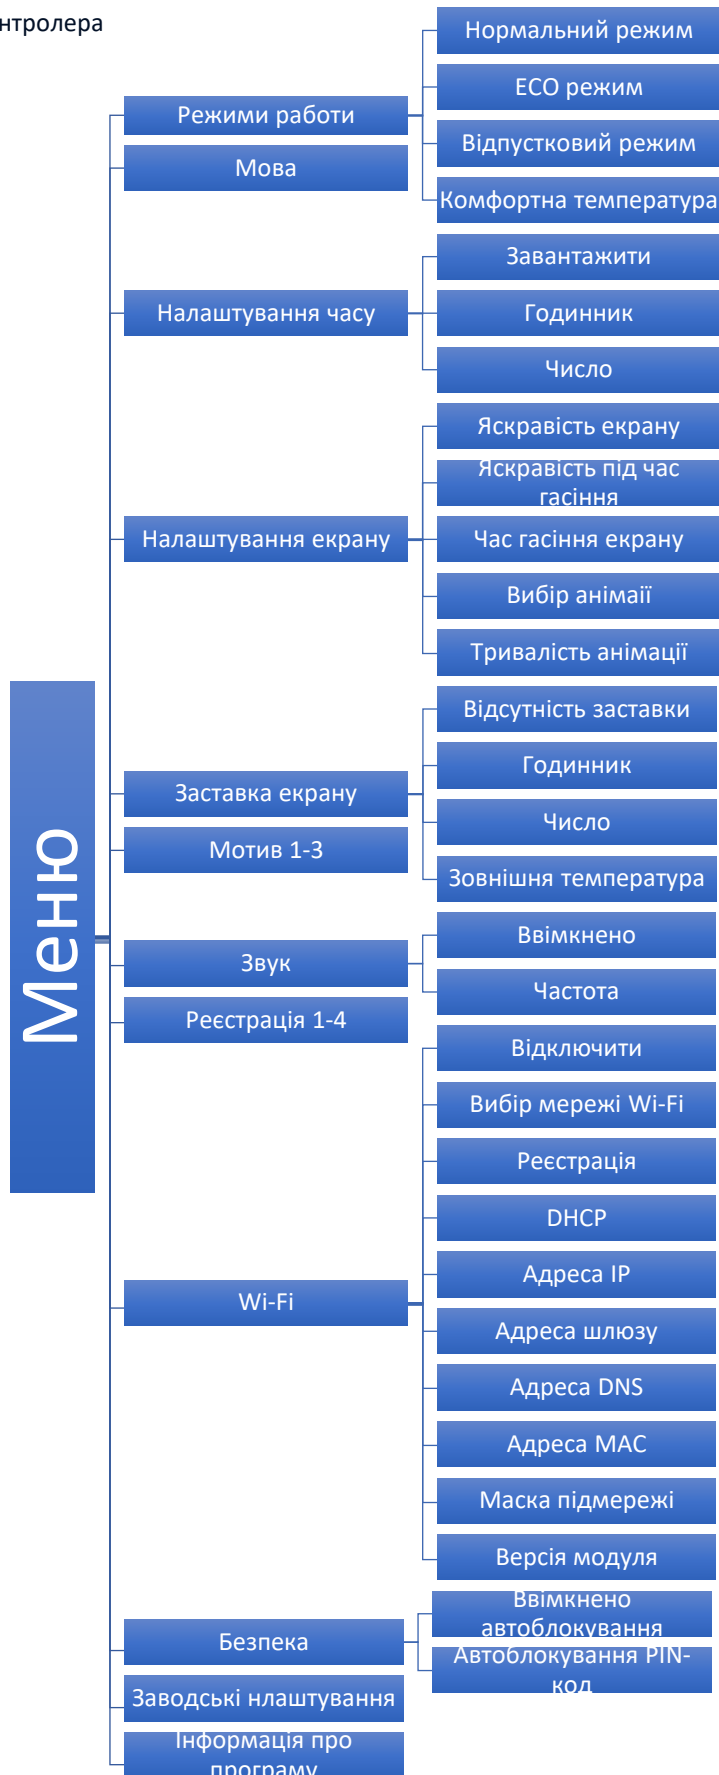 нтролера
Нормальний режим
ECO режим
Режими работи
Відпустковий режим
Мова
Комфортна температура
Завантажити
Налаштування часу
Годинник
Число
Яскравість екрану
Яскравість під час
гасіння
Налаштування екрану
Час гасіння екрану
Вибір анімаії
Тривалість анімації
Відсутність заставки
Годинник
Заставка екрану
Число
Мотив 1-3
Зовнішня температура
Меню
Ввімкнено
Звук
Частота
Реєстрація 1-4
Відключити
Вибір мережі Wi-Fi
Реєстрація
DHCP
Адреса IP
Wi-Fi
Адреса шлюзу
Адреса DNS
Адреса MAC
Маска підмережі
Версія модуля
Ввімкнено
автоблокування
Безпека
Автоблокування PIN-
код
Заводські нлаштування
Інформація про
програму